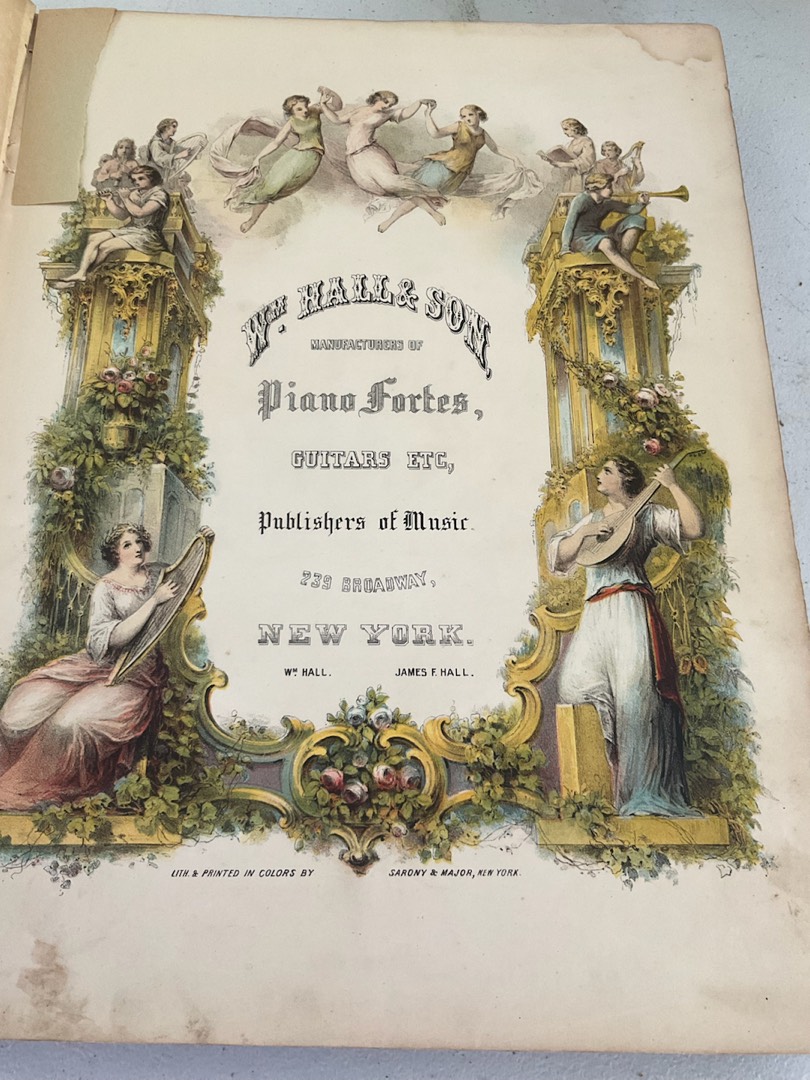 Wm. HALL & SON,
MANUFACTURERS OF
Piano Fortes,
GUITARS ETC,
Publishers of Music.
239 BROADWAY,
NEW YORK.
Wm. HALL. JAMES F. HALL.
LITH. & PRINTED IN COLORS BY SARONY & MAJOR, NEW YORK.